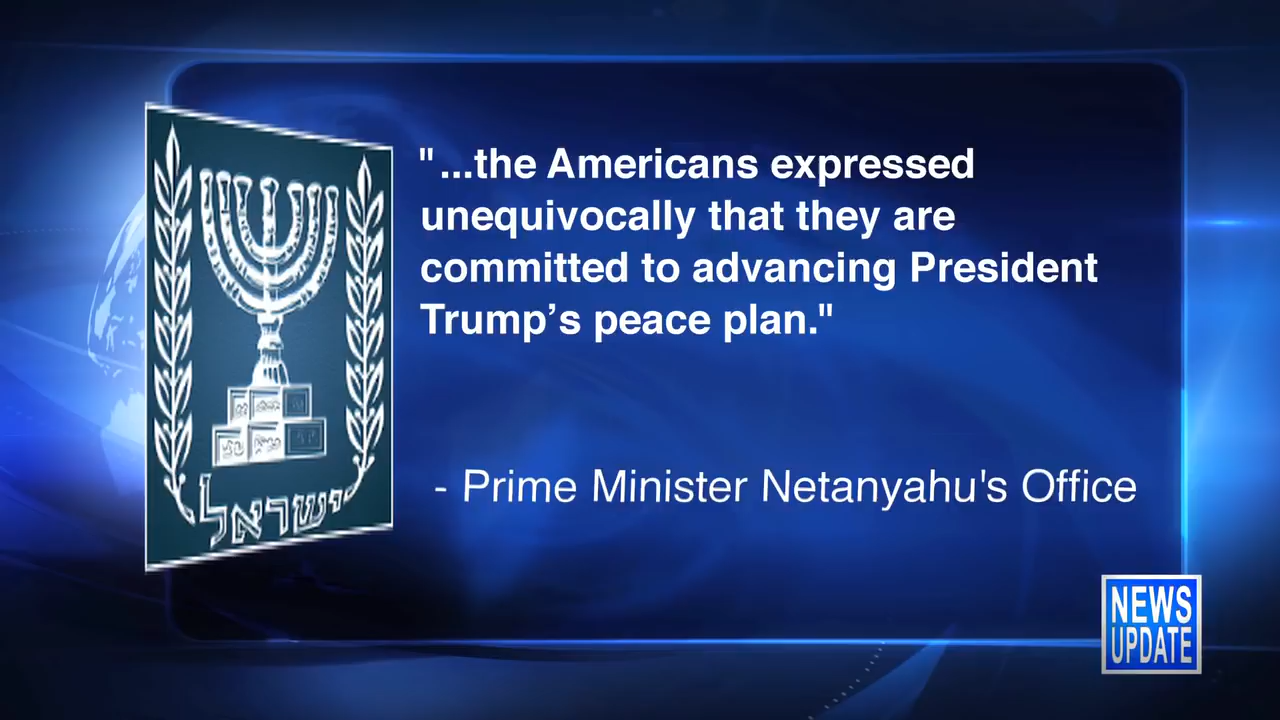 "...the Americans expressed
unequivocally that they are
committed to advancing President
Trump’s peace plan."
- Prime Minister Netanyahu's Office
ישראל
NEWS
UPDATE